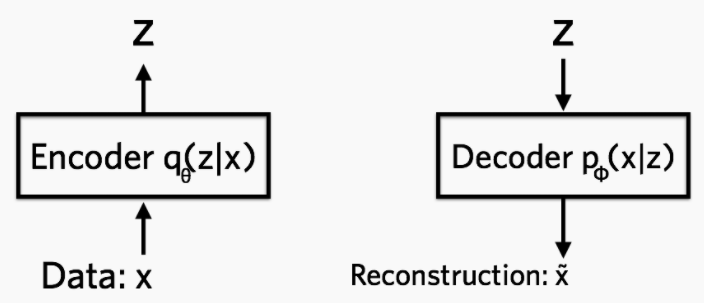 z
Encoder qθ(z|x)
Data: x
z
Decoder pϕ(x|z)
Reconstruction: x̃